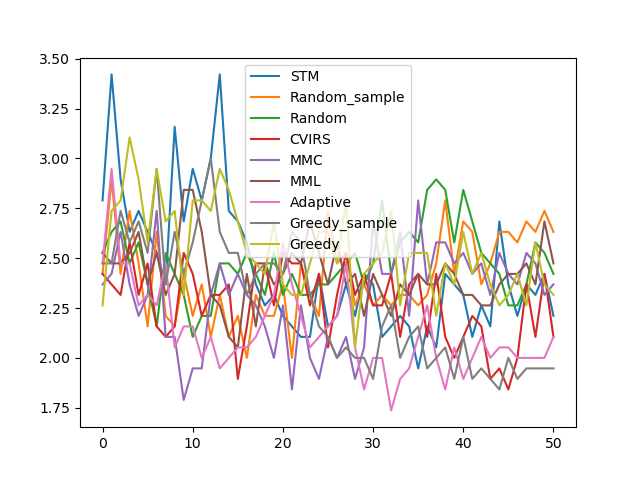 3.50
3.25
3.00
2.75
2.50
2.25
2.00
1.75
0
10
20
30
40
50
STM
Random_sample
Random
CVIRS
MMC
MML
Adaptive
Greedy_sample
Greedy